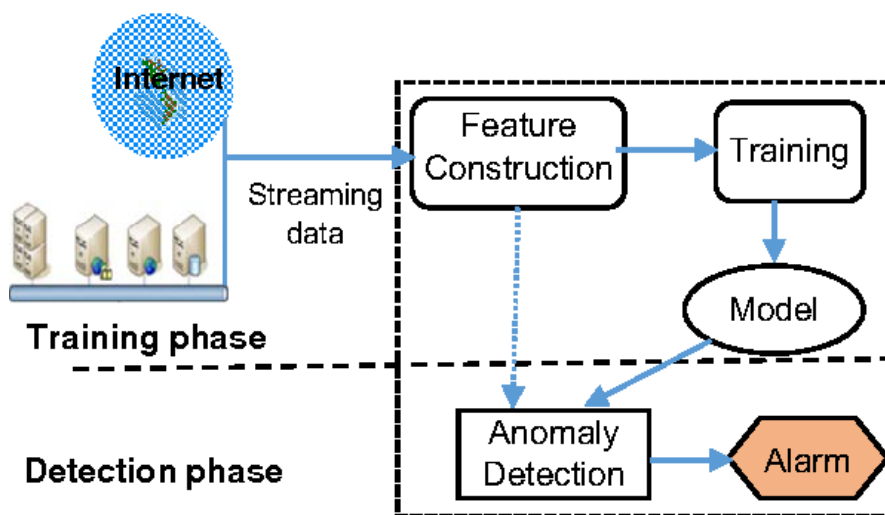 Internet
Feature
Construction
Training
Streaming
data
Model
Training phase
Anomaly
Detection
Alarm
Detection phase